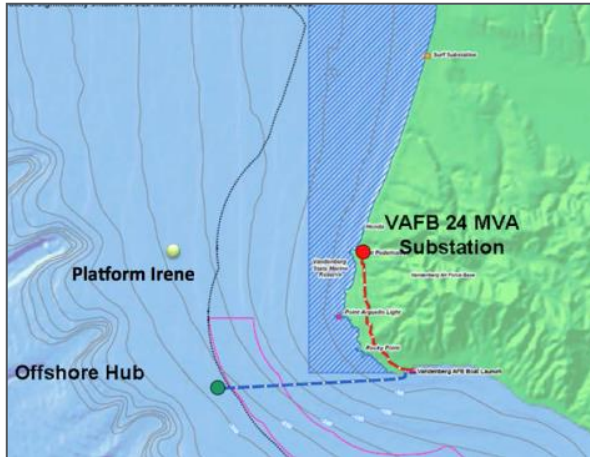 Surf Substation
VAFB 24 MVA
Substation
Honda
Platform Irene
Vandenberg
State Marine
Reserve
Vandenberg Air Force Base
Point Arguello Light
Rocky Point
Offshore Hub
Vandenberg AFB Boat Launch